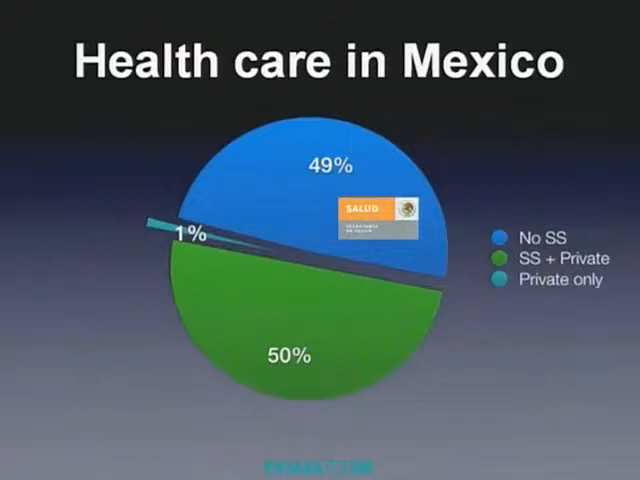 Health care in Mexico
49%
SALUD
1%
No SS
SS + Private
Private only
50%